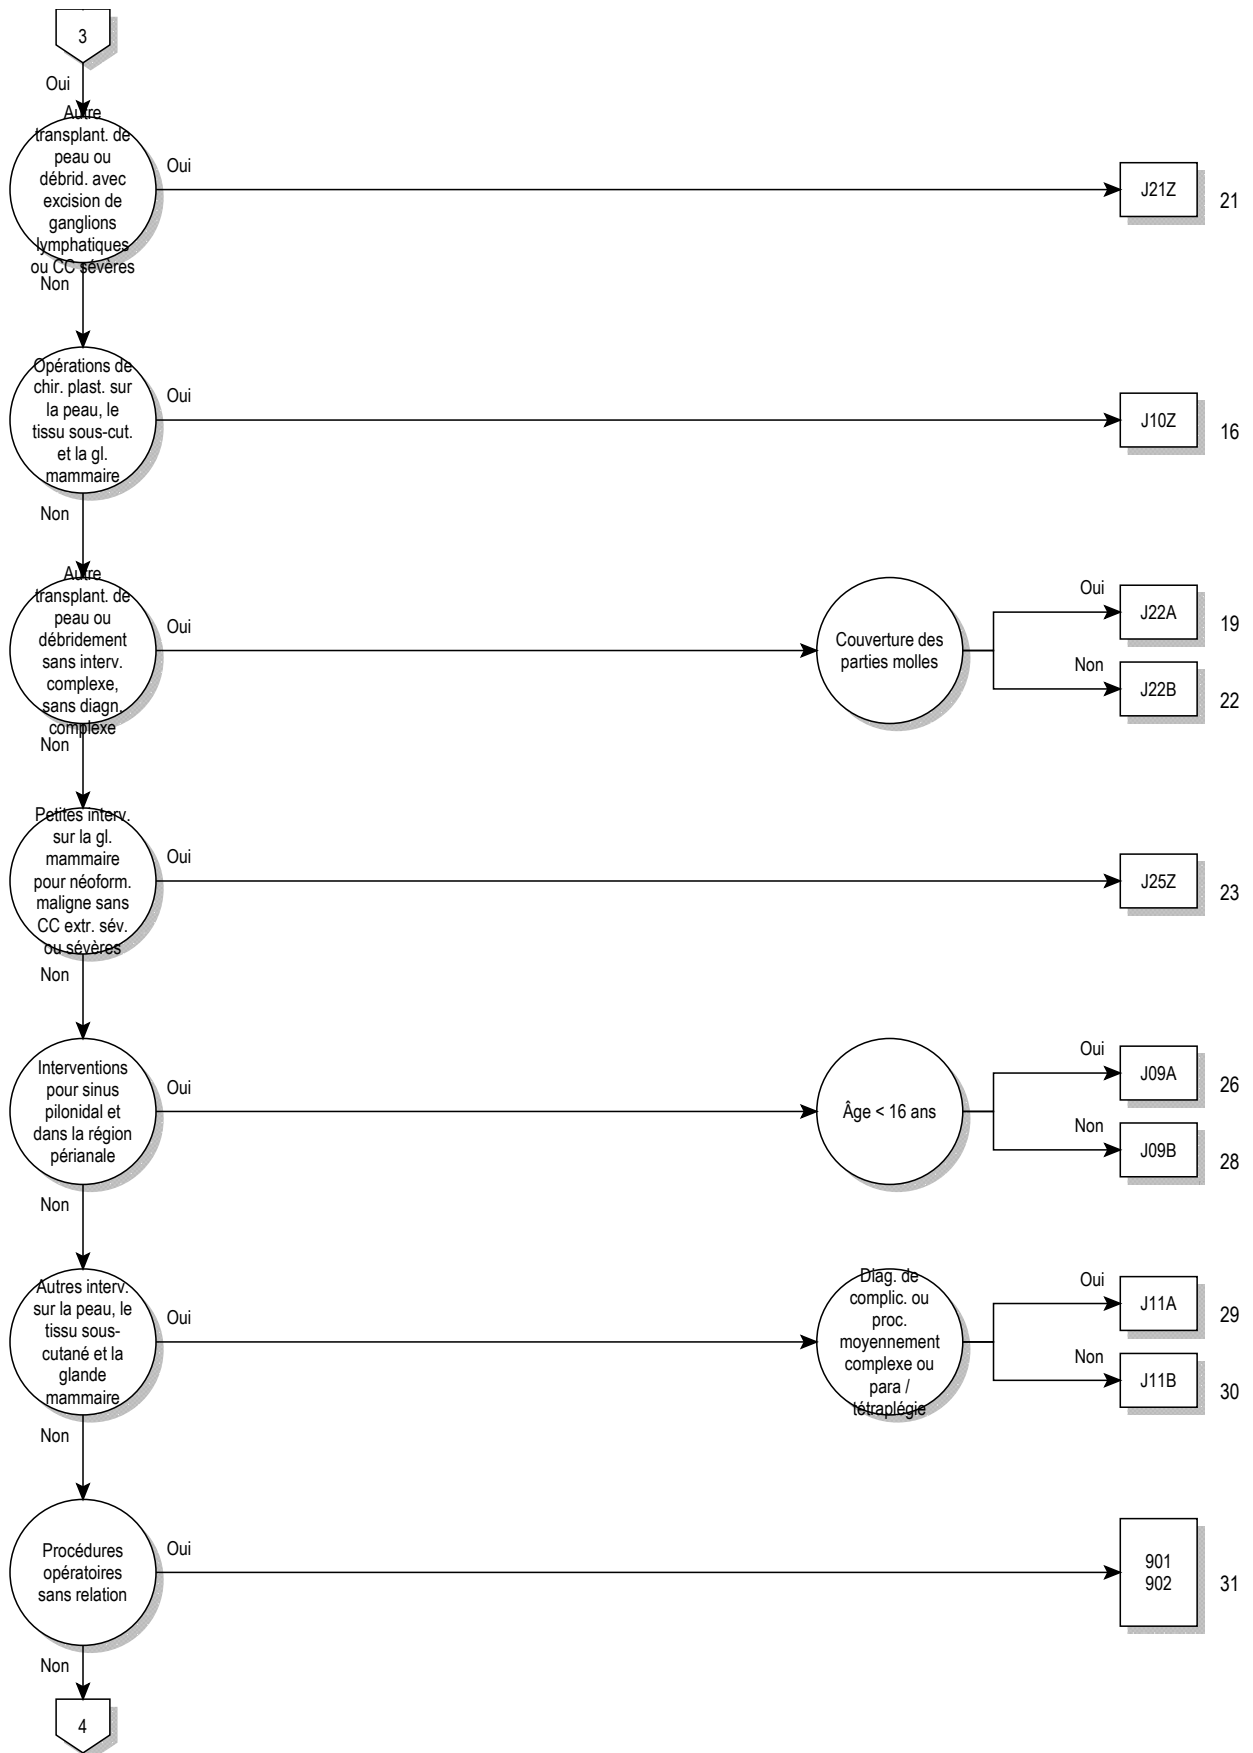 3
Oui
Autre
transplant. de
peau ou
débrid. avec
excision de
ganglions
lymphatiques
ou CC sévères
Oui
J21Z
21
Non
Opérations de
chir. plast. sur
la peau, le
tissu sous-cut.
et la gl.
mammaire
Oui
J10Z
16
Non
Autre
transplant. de
peau ou
débridement
sans interv.
complexe,
sans diagn.
complexe
Oui
Couverture des
parties molles
Oui
J22A
19
Non
J22B
22
Non
Petites interv.
sur la gl.
mammaire
pour néoform.
maligne sans
CC extr. sév.
ou sévères
Oui
J25Z
23
Non
Interventions
pour sinus
pilonidal et
dans la région
périanale
Oui
Âge < 16 ans
Oui
J09A
26
Non
J09B
28
Non
Autres interv.
sur la peau, le
tissu sous-
cutané et la
glande
mammaire
Oui
Diag. de
complic. ou
proc.
moyennement
complexe ou
para /
tétraplégie
Oui
J11A
29
Non
J11B
30
Non
Procédures
opératoires
sans relation
Oui
901
902
31
Non
4